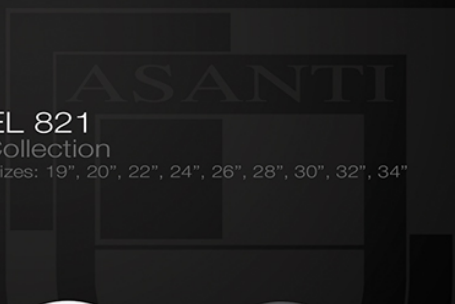 ASANTI
EL 821
Collection
izes: 19”, 20”, 22”, 24”, 26”, 28”, 30”, 32”, 34”